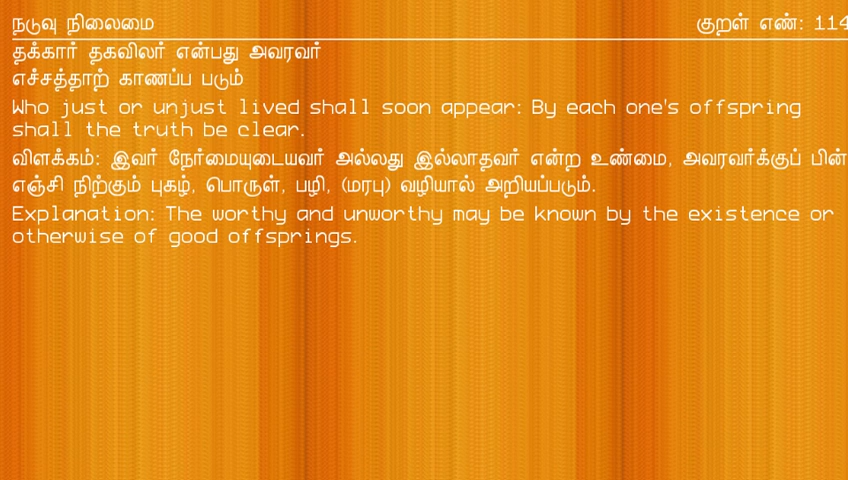 நடுவு நிலைமை குறள் எண்: 114
தக்கார் தகவிலர் என்பது அவரவர்
எச்சத்தாற் காணப்ப படும்
Who just or unjust lived shall soon appear: By each one's offspring
shall the truth be clear.
விளக்கம்: இவர் நேர்மையுடையவர் அல்லது இல்லாதவர் என்ற உண்மை, அவரவர்க்குப் பின்
எஞ்சி நிற்கும் புகழ், பொருள், பழி, (மரபு) வழியால் அறியப்படும்.
Explanation: The worthy and unworthy may be known by the existence or
otherwise of good offsprings.